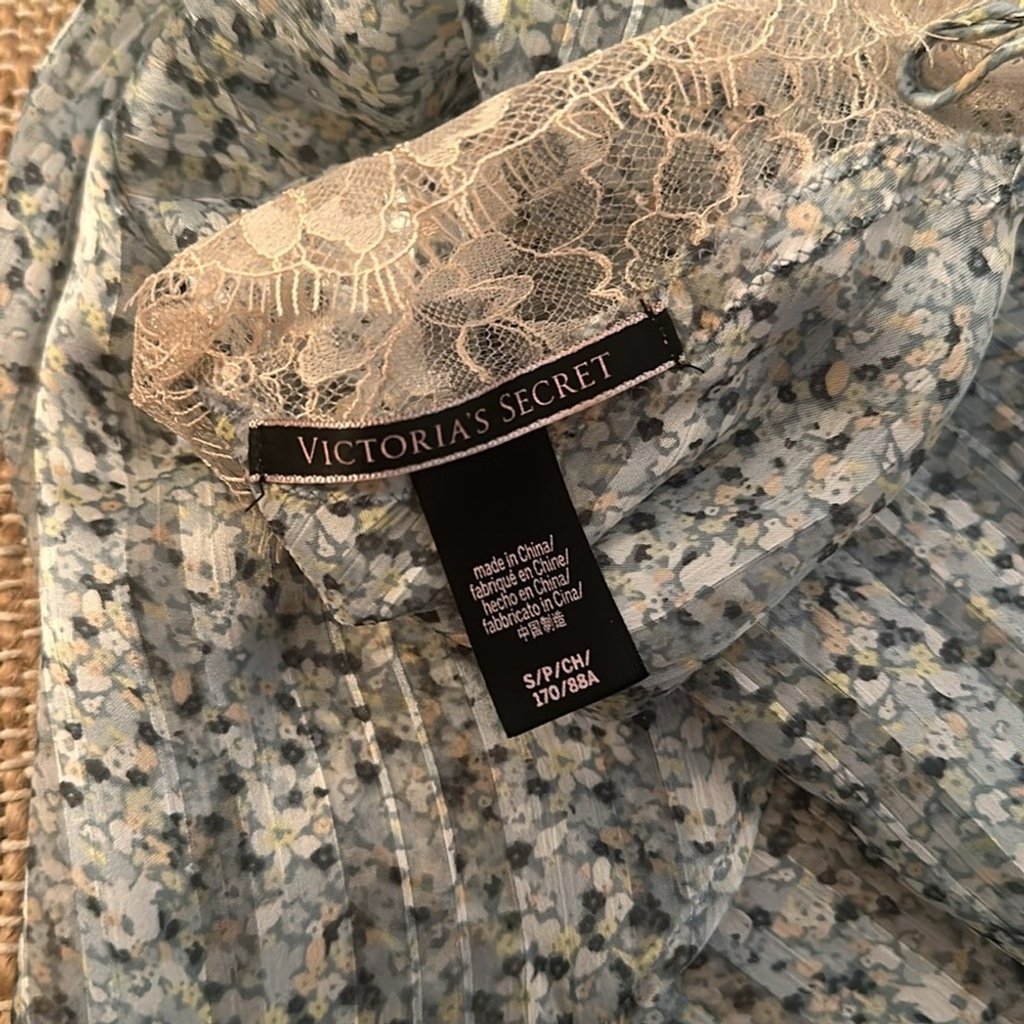 VICTORIA'S SECRET
made in China/
fabriqué en Chine/
hecho en China/
fabbricato in Cina/
中国制造
S/P/CH/
170/88A